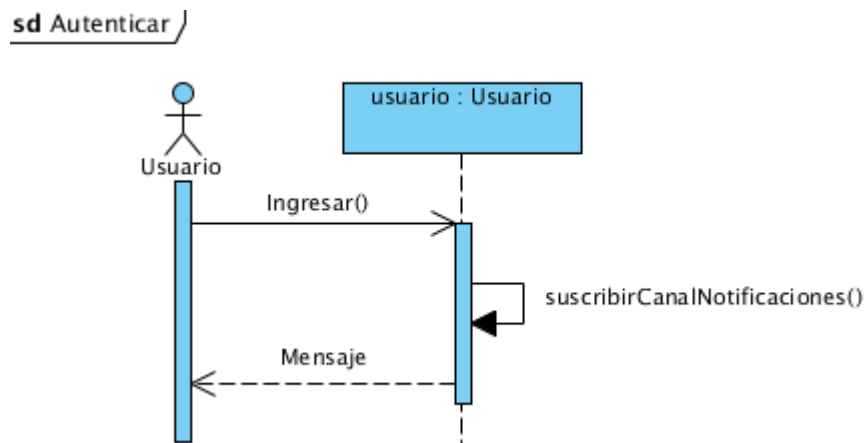 sd Autenticar
usuario : Usuario
Usuario
Ingresar()
suscribirCanalNotificaciones()
Mensaje